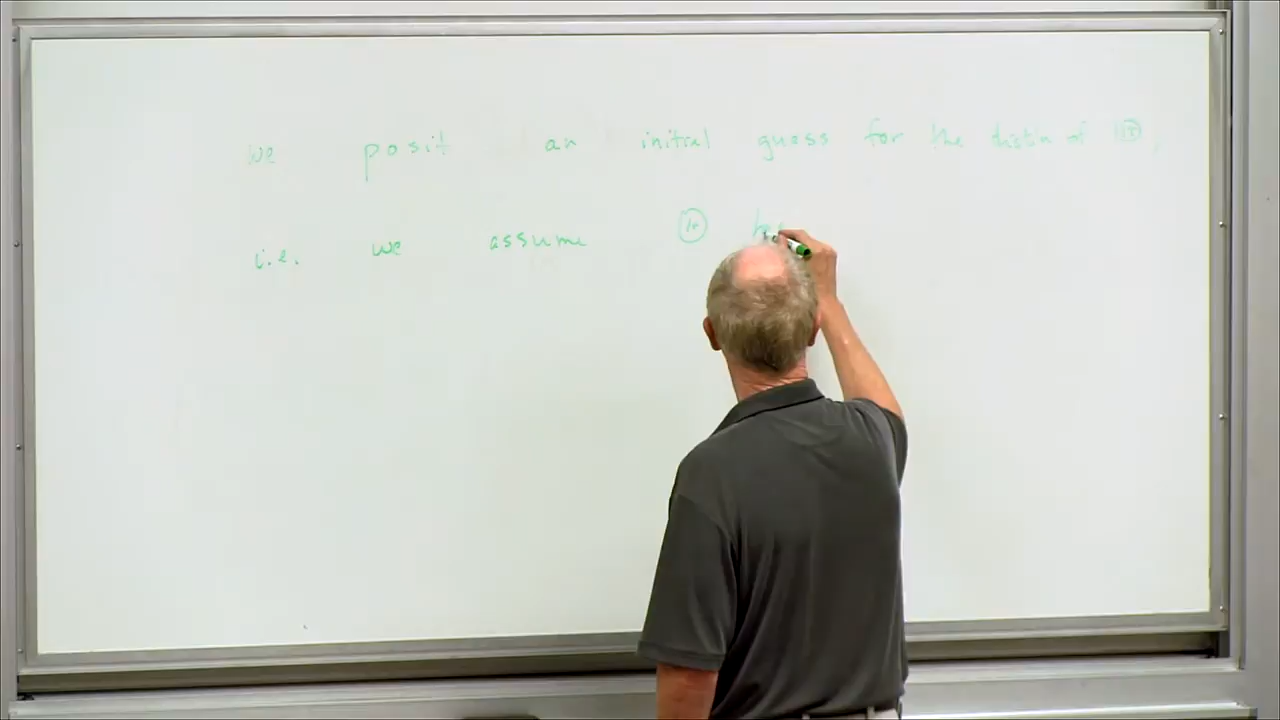 we posit an initial guess for the distn of Ⓗ,
i.e. we assume Ⓗ